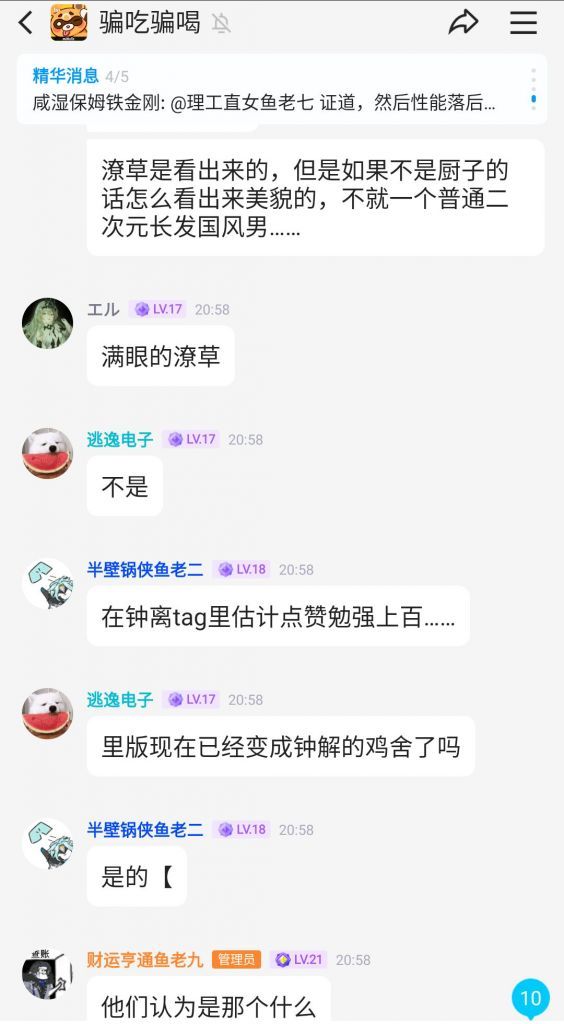 骗吃骗喝
精华消息 4/5
咸湿保姆铁金刚: @理工直女鱼老七 证道，然后性能落后...
潦草是看出来的，但是如果不是厨子的
话怎么看出来美貌的，不就一个普通二
次元长发国风男......
エル LV.17 20:58
满眼的潦草
逃逸电子 LV.17 20:58
不是
半壁锅侠鱼老二 LV.18 20:58
在钟离tag里估计点赞勉强上百......
逃逸电子 LV.17 20:58
里版现在已经变成钟解的鸡舍了吗
半壁锅侠鱼老二 LV.18 20:58
是的【
查账
财运亨通鱼老九 管理员 LV.21 20:58
他们认为是那个什么
10